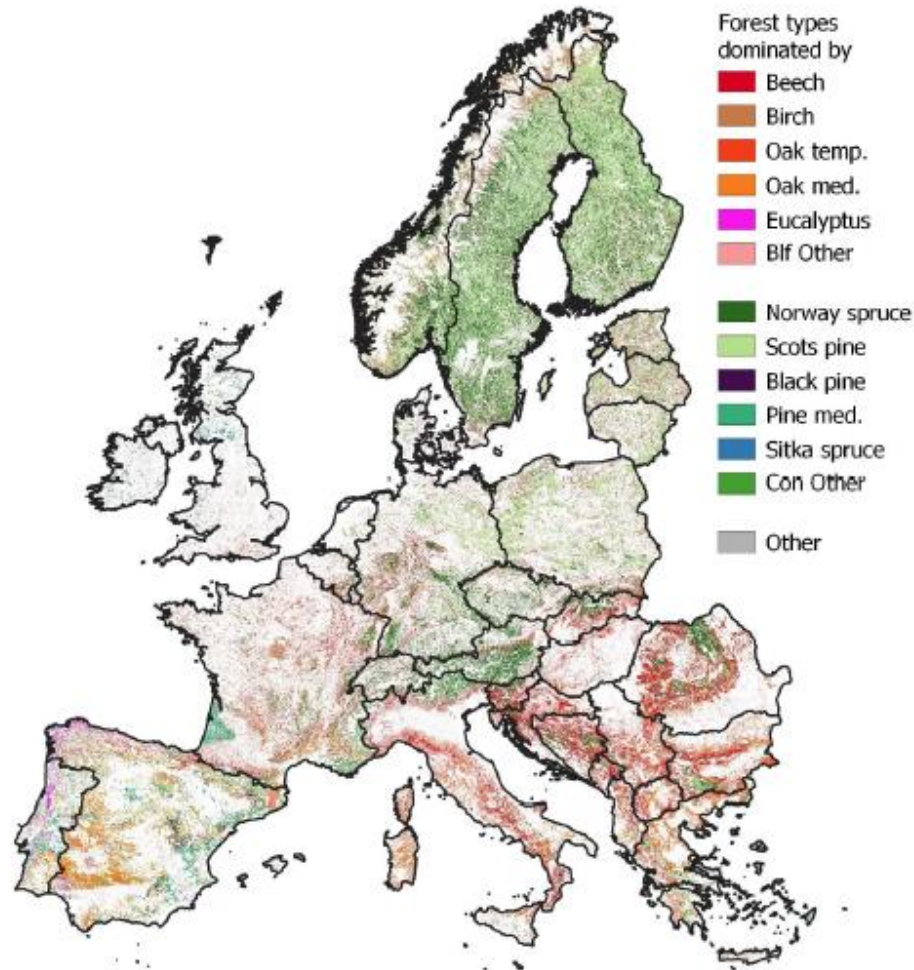 Forest types
dominated by
Beech
Birch
Oak temp.
Oak med.
Eucalyptus
Blf Other
Norway spruce
Scots pine
Black pine
Pine med.
Sitka spruce
Con Other
Other